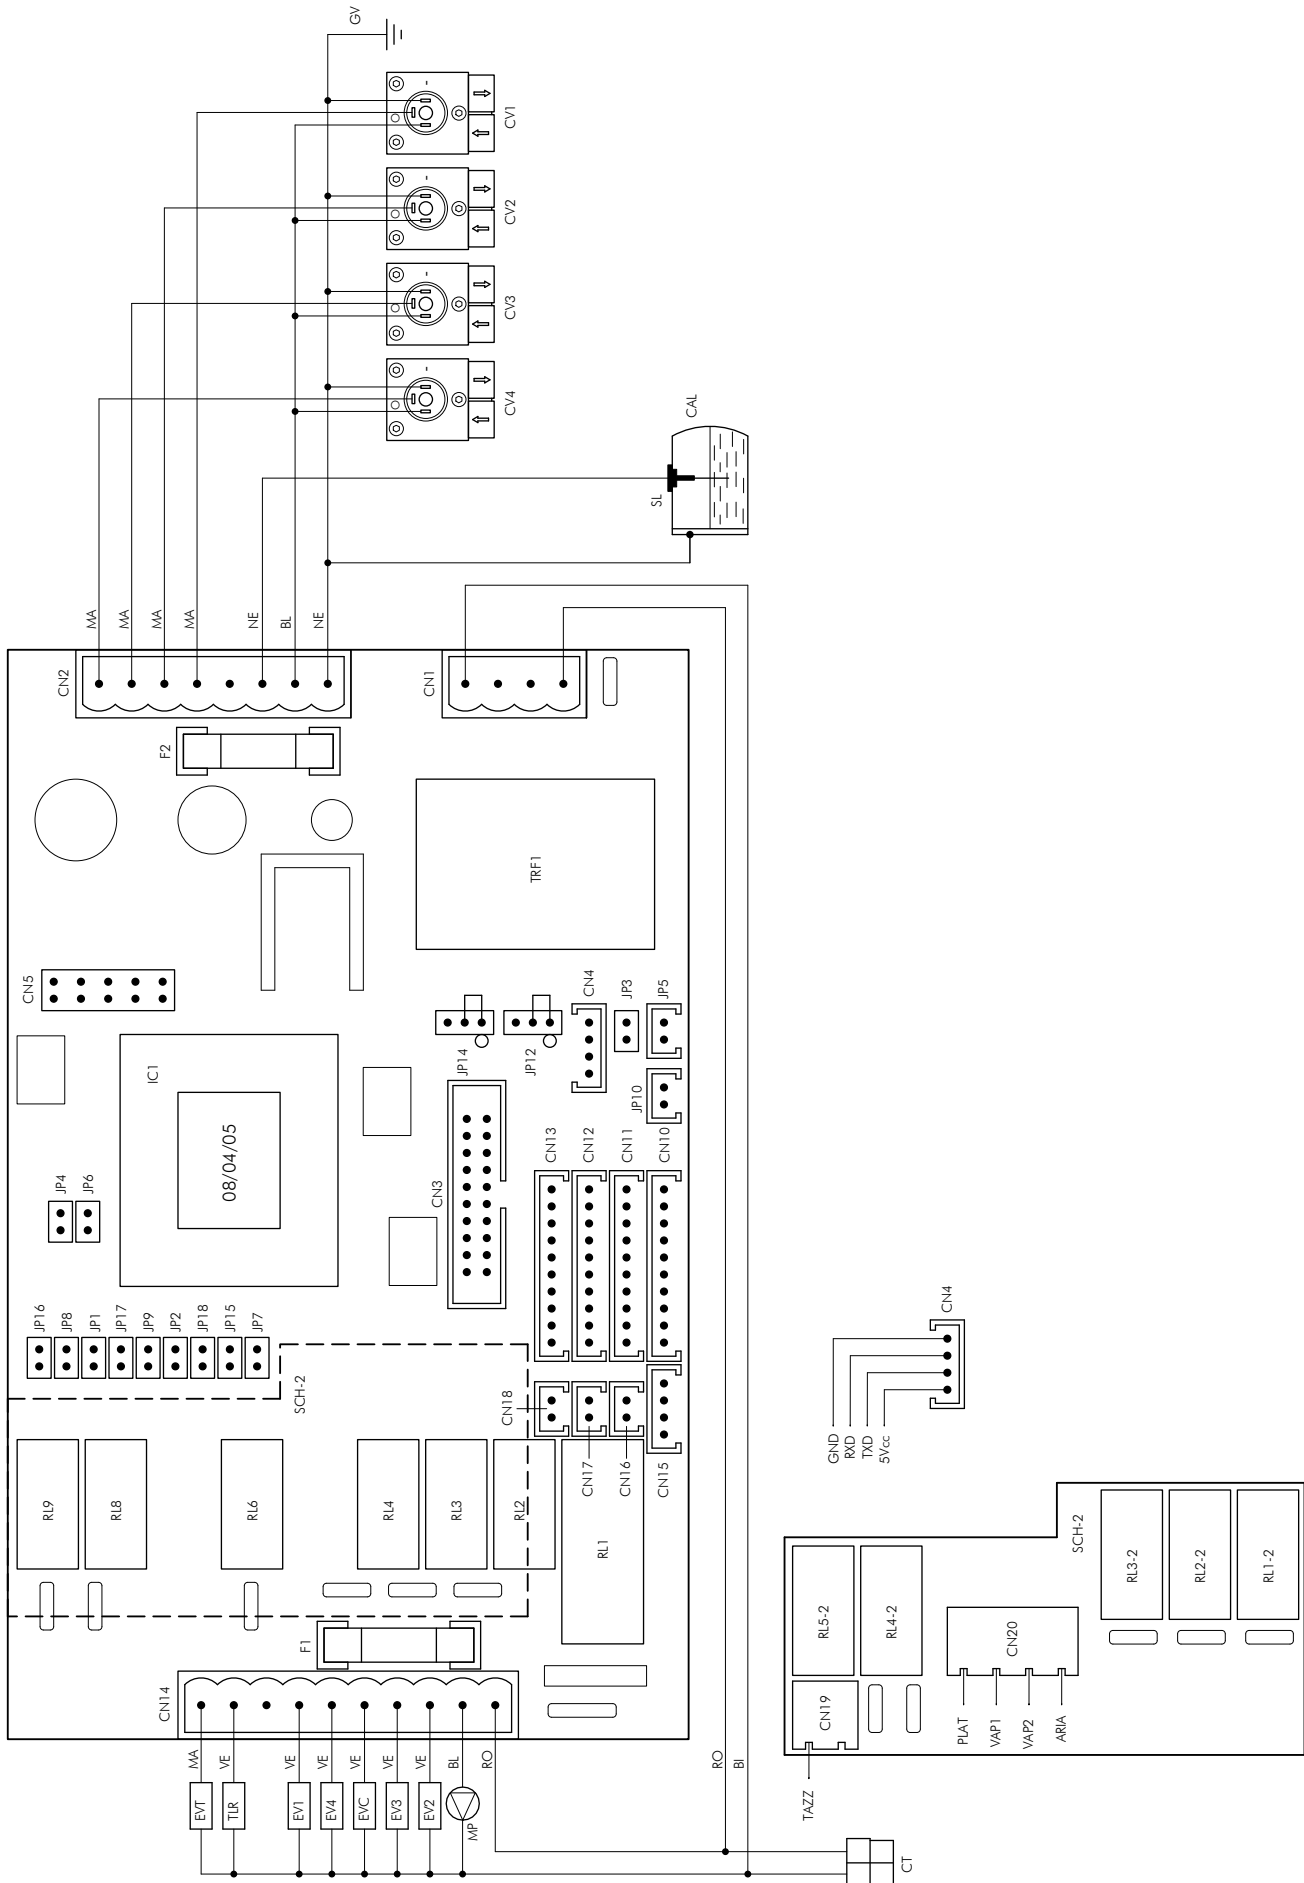 GV
CV1
CV2
CV3
CV4
CAL
SL
MA
MA
MA
MA
NE
BL
NE
CN2
CN1
F2
TRF1
CN5
CN4
JP3
JP5
JP14
JP12
JP10
IC1
08/04/05
CN3
CN13
CN12
CN11
CN10
JP4
JP6
JP16
JP8
JP1
JP17
JP9
JP2
JP18
JP15
JP7
SCH-2
CN18
CN17
CN16
CN15
RL9
RL8
RL6
RL4
RL3
RL2
RL1
F1
CN14
MA
VE
VE
VE
VE
VE
VE
BL
RO
EVT
TLR
EV1
EV4
EVC
EV3
EV2
MP
RO
BI
CT
CN4
GND
RXD
TXD
5Vcc
SCH-2
RL5-2
RL4-2
RL3-2
RL2-2
RL1-2
CN20
CN19
PLAT
VAP1
VAP2
ARIA
TAZZ